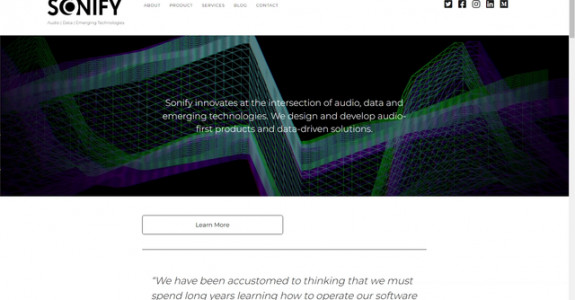 SONIFY
Audio | Data | Emerging Technologies
ABOUT PRODUCT SERVICES BLOG CONTACT
Sonify innovates at the intersection of audio, data and
emerging technologies. We design and develop audio-
first products and data-driven solutions.
Learn More
“We have been accustomed to thinking that we must
spend long years learning how to operate our software